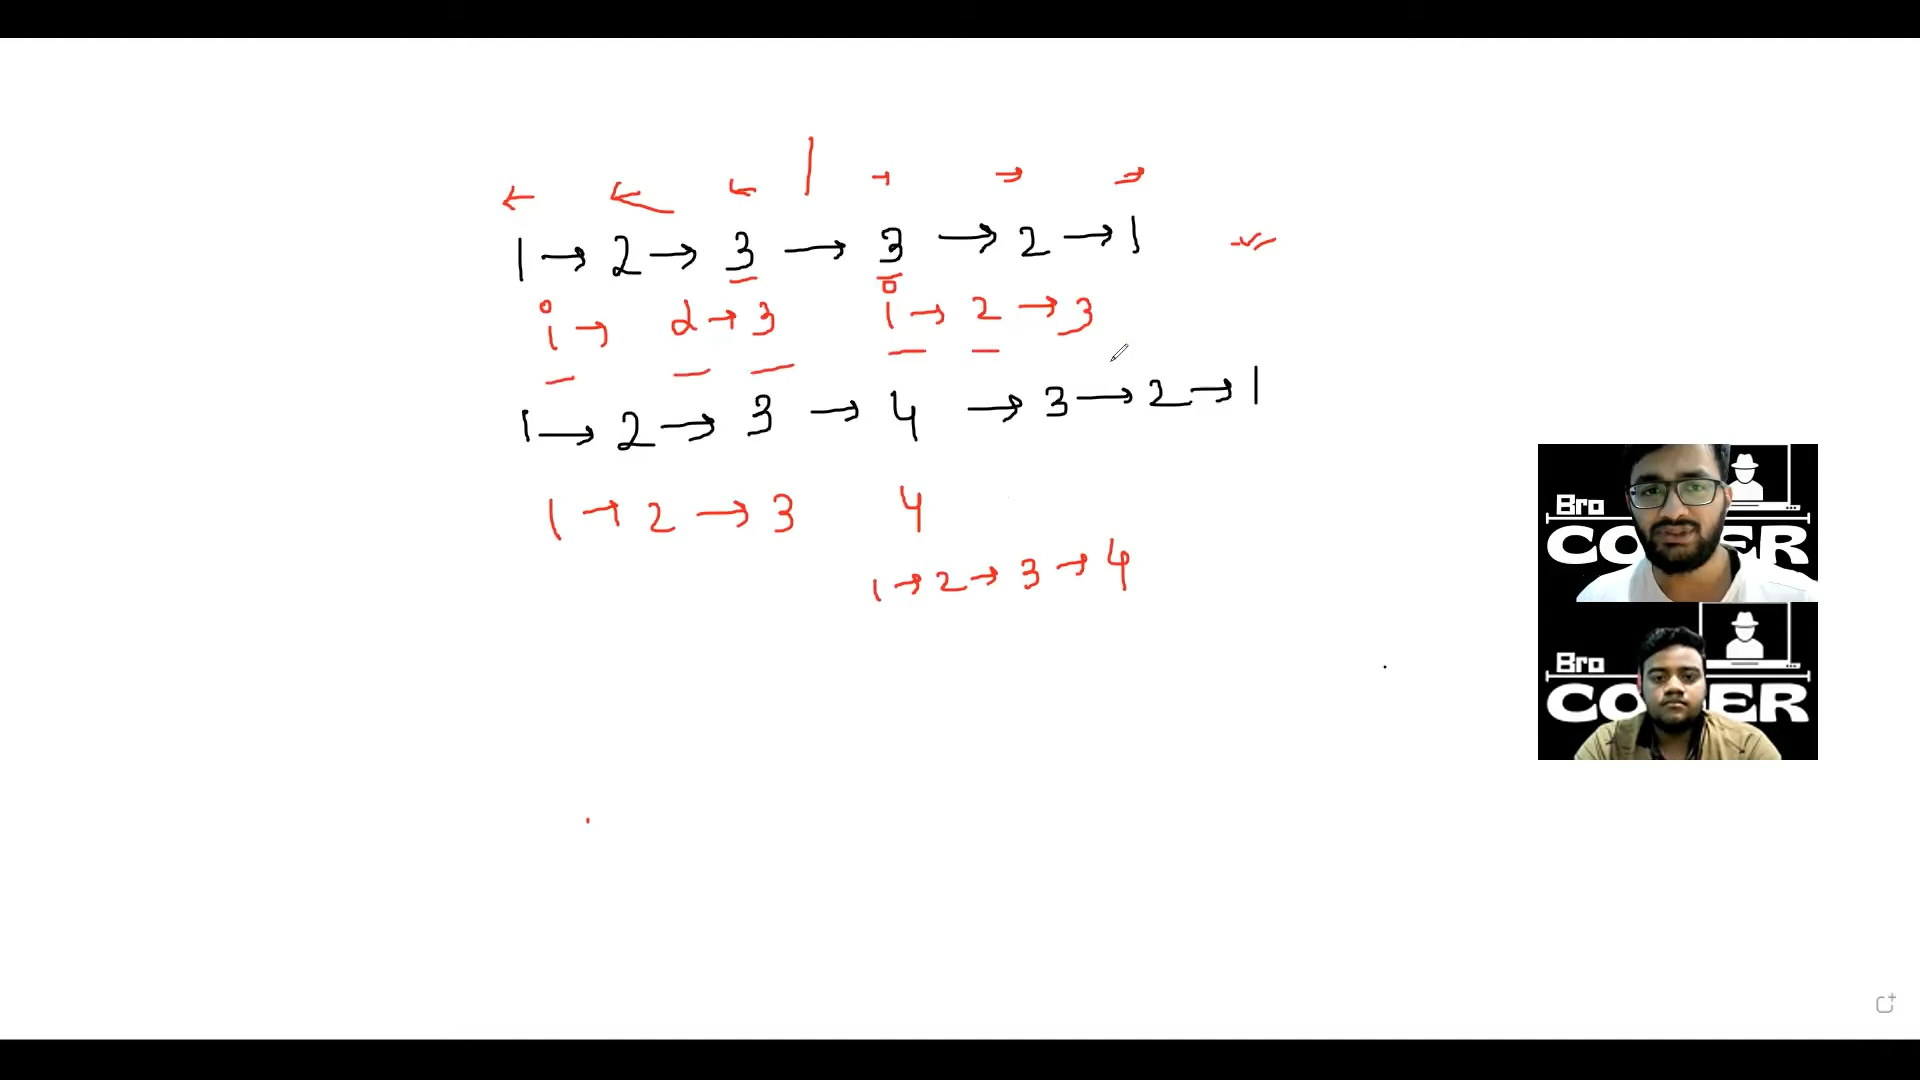 ← ← ← | → → →
1 → 2 → 3 → 3 → 2 → 1
1 → 2 → 3 1 → 2 → 3
1 → 2 → 3 → 4 → 3 → 2 → 1
1 → 2 → 3 4
1 → 2 → 3 → 4
Bro
CO ER
Bro
CO ER